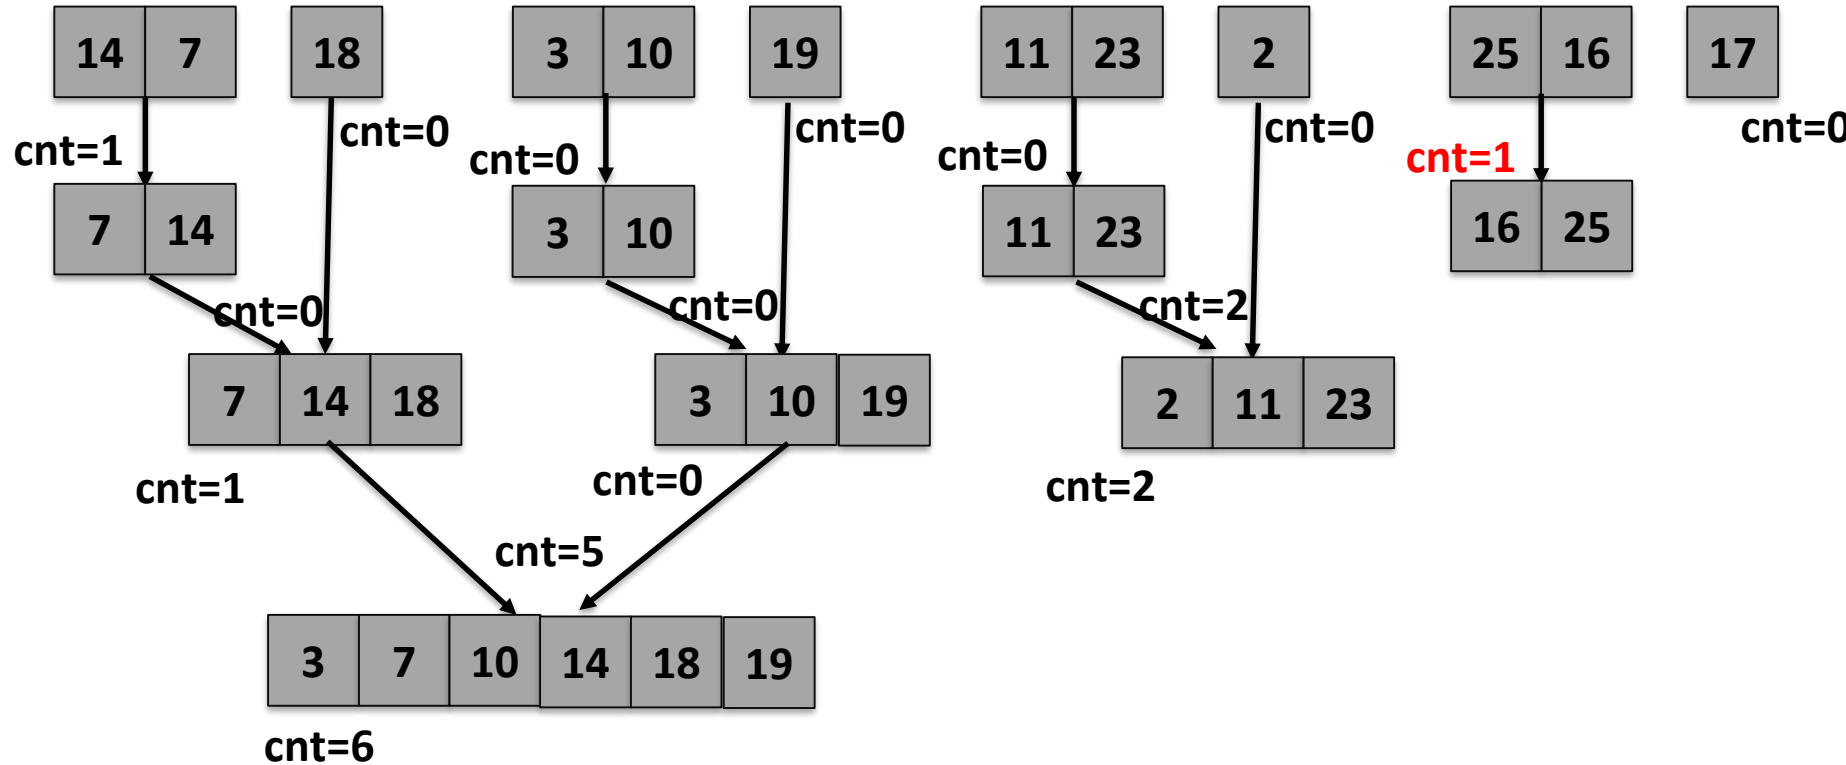 14 7 18 3 10 19 11 23 2 25 16 17
cnt=1 cnt=0 cnt=0 cnt=0 cnt=0 cnt=0 cnt=1 cnt=0
7 14 3 10 11 23 16 25
cnt=0 cnt=0 cnt=2
7 14 18 3 10 19 2 11 23
cnt=1 cnt=0 cnt=2
cnt=5
3 7 10 14 18 19
cnt=6